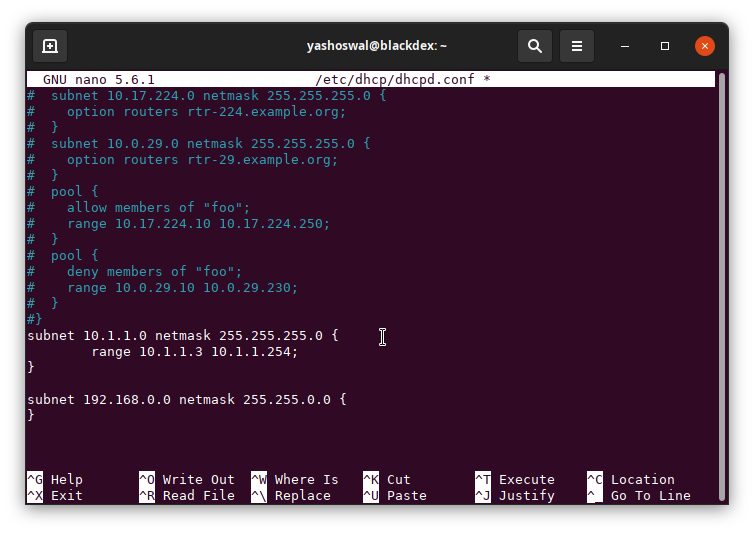 yashoswal@blackdex: ~
GNU nano 5.6.1 /etc/dhcp/dhcpd.conf *
#  subnet 10.17.224.0 netmask 255.255.255.0 {
#    option routers rtr-224.example.org;
#  }
#  subnet 10.0.29.0 netmask 255.255.255.0 {
#    option routers rtr-29.example.org;
#  }
#  pool {
#    allow members of "foo";
#    range 10.17.224.10 10.17.224.250;
#  }
#  pool {
#    deny members of "foo";
#    range 10.0.29.10 10.0.29.230;
#  }
#}
subnet 10.1.1.0 netmask 255.255.255.0 {
        range 10.1.1.3 10.1.1.254;
}
subnet 192.168.0.0 netmask 255.255.0.0 {
}
^G Help ^O Write Out ^W Where Is ^K Cut ^T Execute ^C Location
^X Exit ^R Read File ^\ Replace ^U Paste ^J Justify ^_ Go To Line